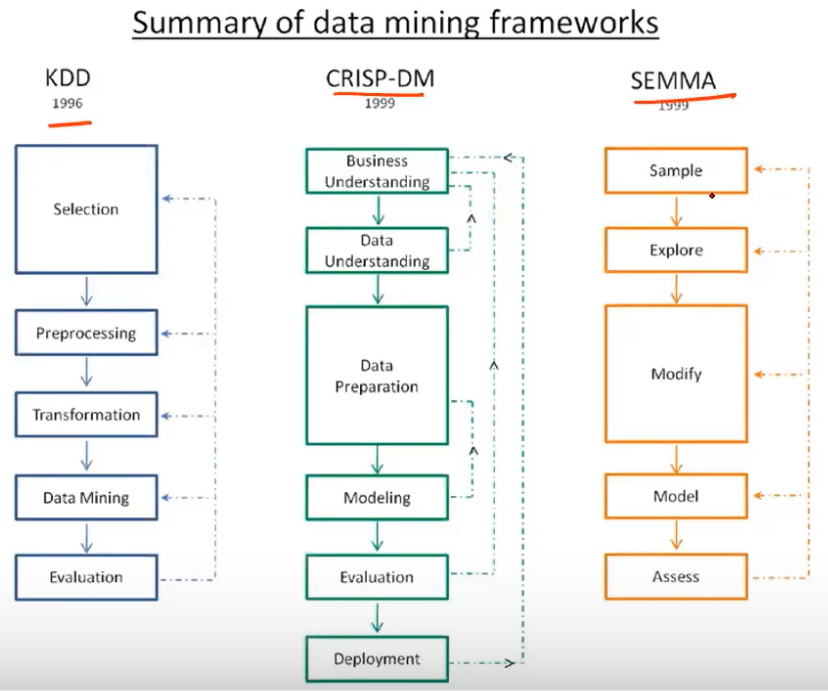 Summary of data mining frameworks
KDD
1996
Selection
Preprocessing
Transformation
Data Mining
Evaluation
CRISP-DM
1999
Business
Understanding
Data
Understanding
Data
Preparation
Modeling
Evaluation
Deployment
SEMMA
1999
Sample
Explore
Modify
Model
Assess